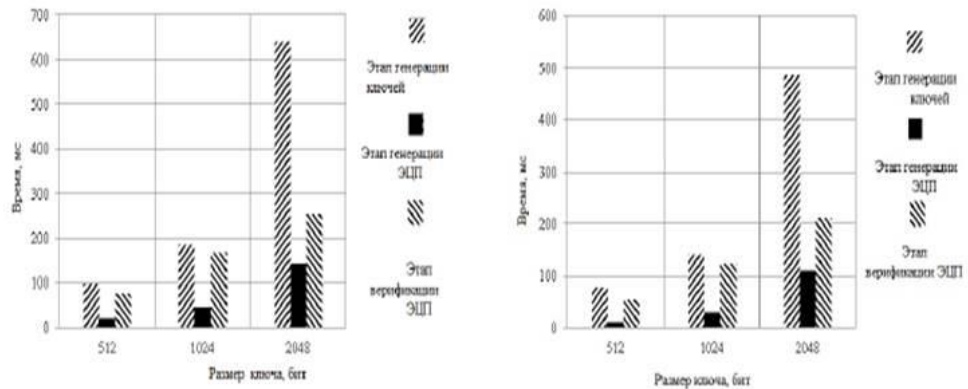 700
600
500
400
300
200
100
0
Время, мс
512 1024 2048
Размер ключа, бит
Этап генерации
ключей
Этап генерации
ЭЦП
Этап
верификации
ЭЦП
600
500
400
300
200
100
0
Время, мс
512 1024 2048
Размер ключа, бит
Этап генерации
ключей
Этап генерации
ЭЦП
Этап
верификации ЭЦП